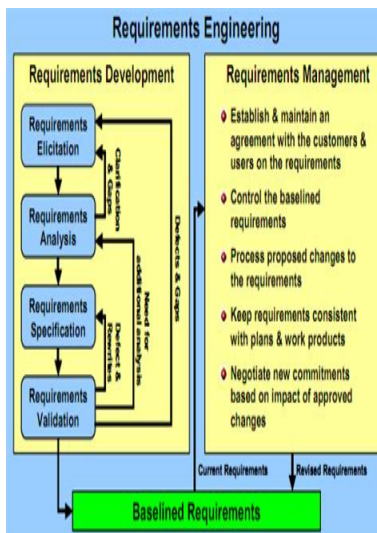 Requirements Engineering
Requirements Development
Requirements
Elicitation
Clarification
& Gaps
Requirements
Analysis
Defects & Gaps
Need for
additional analysis
Requirements
Specification
Defect &
Rewrites
Requirements
Validation
Requirements Management
Establish & maintain an
agreement with the customers &
users on the requirements
Control the baselined
requirements
Process proposed changes to
the requirements
Keep requirements consistent
with plans & work products
Negotiate new commitments
based on impact of approved
changes
Current Requirements
Revised Requirements
Baselined Requirements